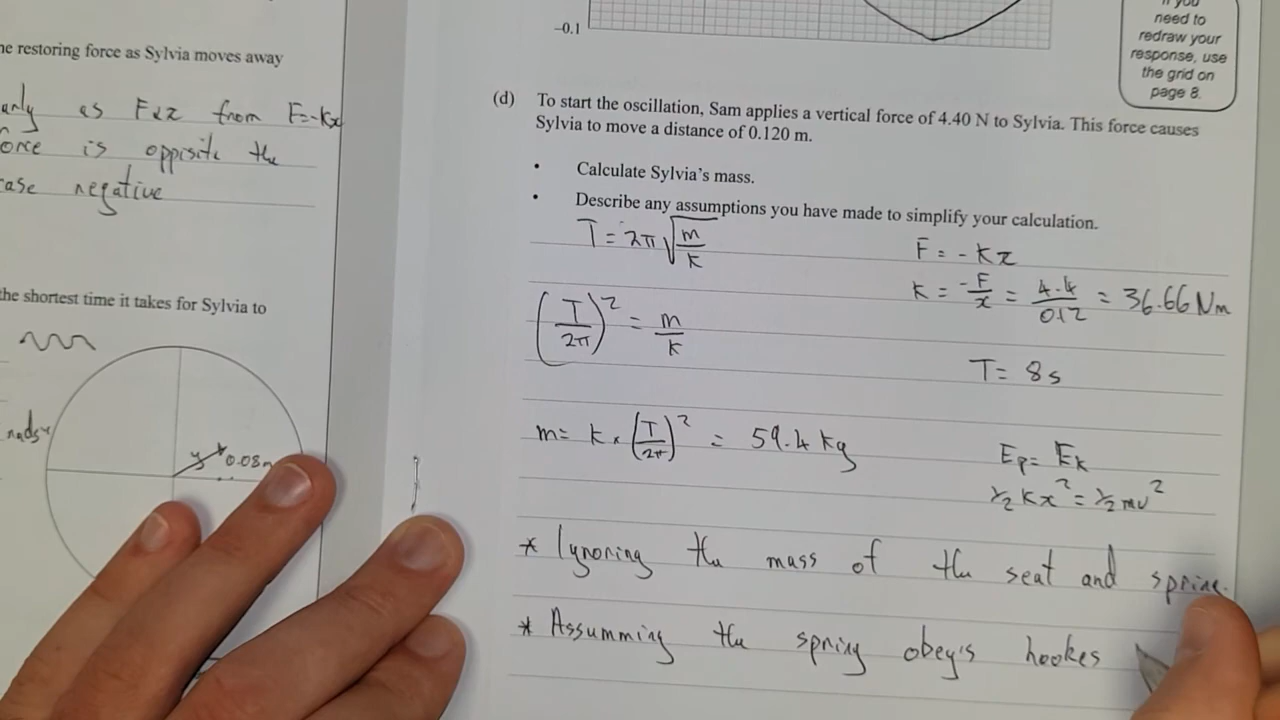 he restoring force as Sylvia moves away
as F∝x from F=-kx
is opposite the
negative
the shortest time it takes for Sylvia to
0.08m
-0.1
if you
need to
redraw your
response, use
the grid on
page 8.
(d) To start the oscillation, Sam applies a vertical force of 4.40 N to Sylvia. This force causes
Sylvia to move a distance of 0.120 m.
• Calculate Sylvia's mass.
• Describe any assumptions you have made to simplify your calculation.
T = 2π√(m/k)
F = -kx
k = -F/x = 4.4/0.12 = 36.66 Nm
(T/2π)² = m/k
T = 8s
m = k × (T/2π)² = 59.4 kg
Ep = Ek
½kx² = ½mv²
* Ignoring the mass of the seat and spring.
* Assumming the spring obey's hookes